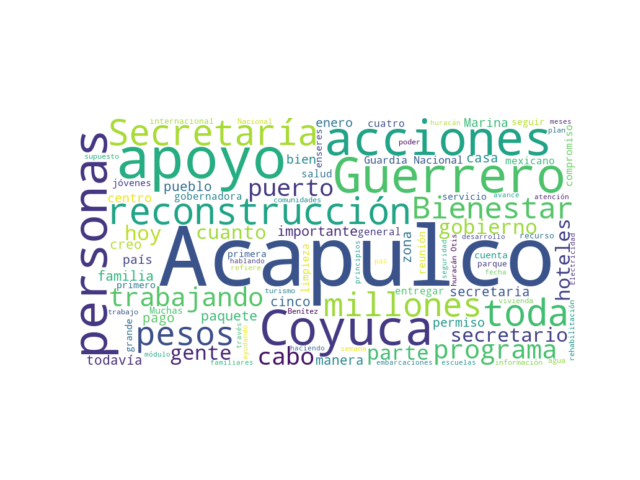 internacional Nacional enero cuatro huracán Marina seguir meses plan
Secretaría acciones
supuesto apoyo bien enseres Guardia Nacional poder casa mexicano compromiso
personas jóvenes pueblo salud Guerrero
centro gobernadora puerto comunidades servicio avance atención
reconstrucción Bienestar
hoy cuanto importante general gobierno
creo Acapulco zona reunión seguridad huracán Otis desarrollo hoteles Electricidad
país primera refiere hablando limpieza principios paz cuenta parque fecha
familia primero cinco turismo entregar secretaria vivienda
trabajando millones toda
trabajo Muchas pago paquete Benítez permiso
grande pesos través ayudando haciendo Coyuca secretario rehabilitación
todavía gente cabo manera parte programa
módulo familiares semana embarcaciones escuelas información agua
recurso